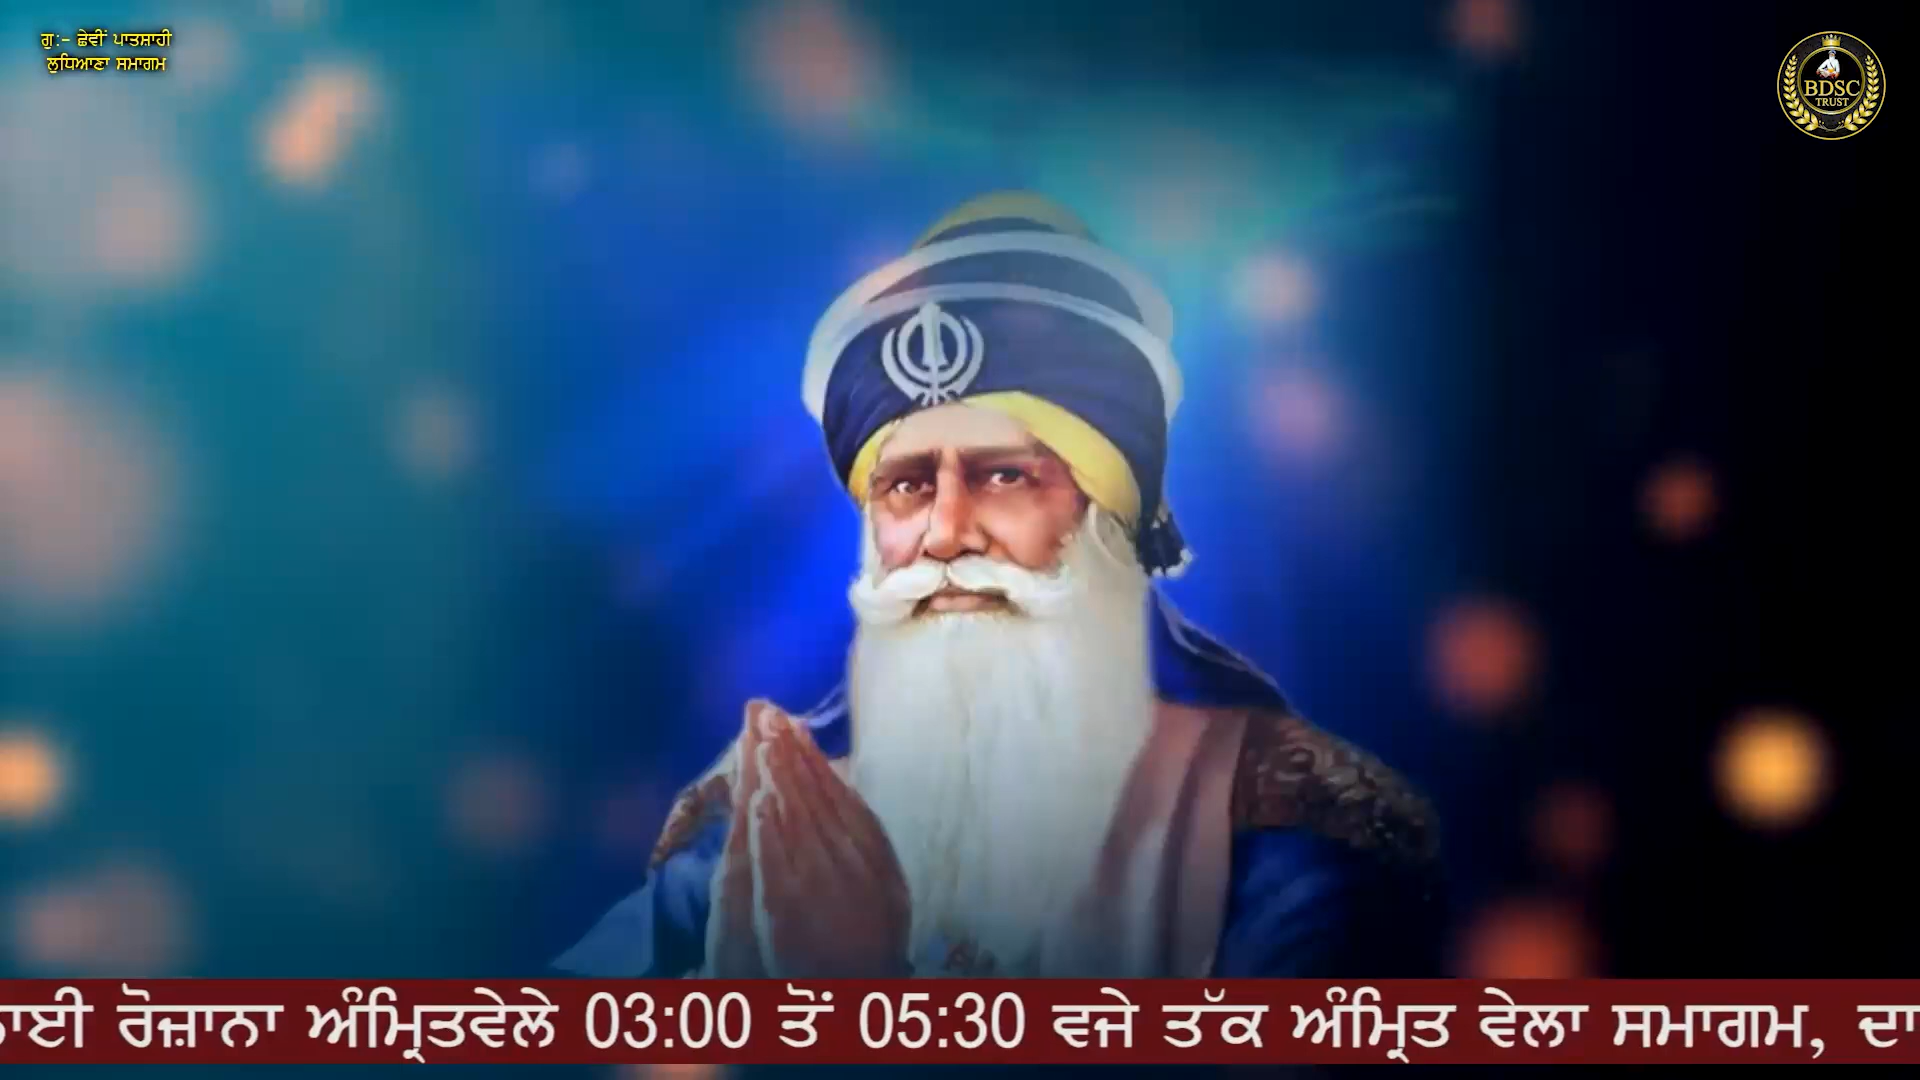 ਗੁ:- ਛੇਵੀਂ ਪਾਤਸ਼ਾਹੀ
ਲੁਧਿਆਣਾ ਸਮਾਗਮ
BDSC
TRUST
ਰੋਜ਼ਾਨਾ ਅੰਮ੍ਰਿਤਵੇਲੇ 03:00 ਤੋਂ 05:30 ਵਜੇ ਤੱਕ ਅੰਮ੍ਰਿਤ ਵੇਲਾ ਸਮਾਗਮ, ਦਾ